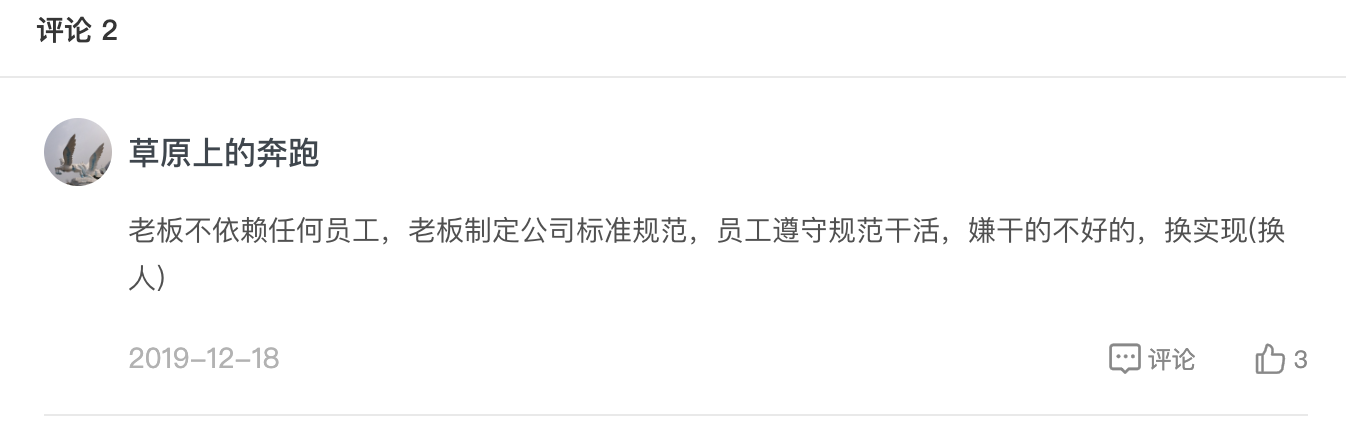 评论 2
草原上的奔跑
老板不依赖任何员工，老板制定公司标准规范，员工遵守规范干活，嫌干的不好的，换实现(换
人)
2019-12-18 评论 3